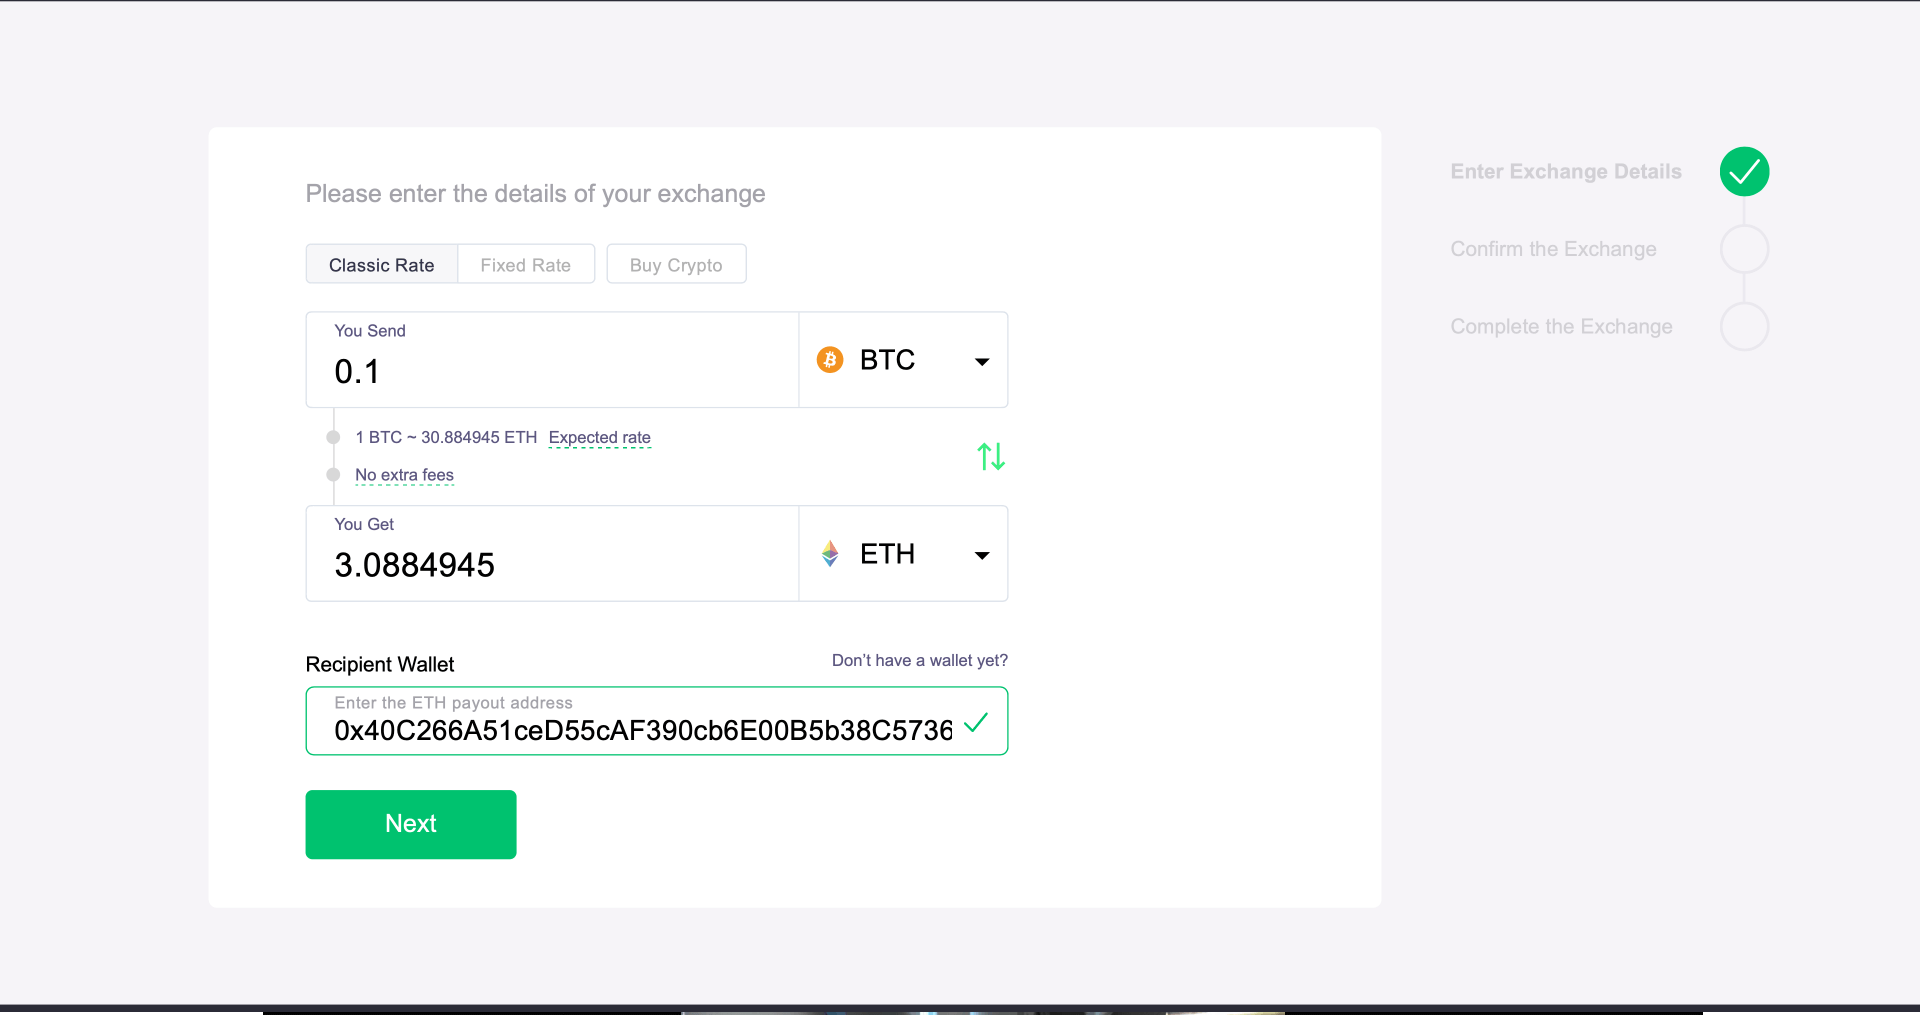 Please enter the details of your exchange
Classic Rate
Fixed Rate
Buy Crypto
You Send
0.1
BTC
1 BTC ~ 30.884945 ETH Expected rate
No extra fees
You Get
3.0884945
ETH
Recipient Wallet
Don't have a wallet yet?
Enter the ETH payout address
0x40C266A51ceD55cAF390cb6E00B5b38C5736
Next
Enter Exchange Details
Confirm the Exchange
Complete the Exchange